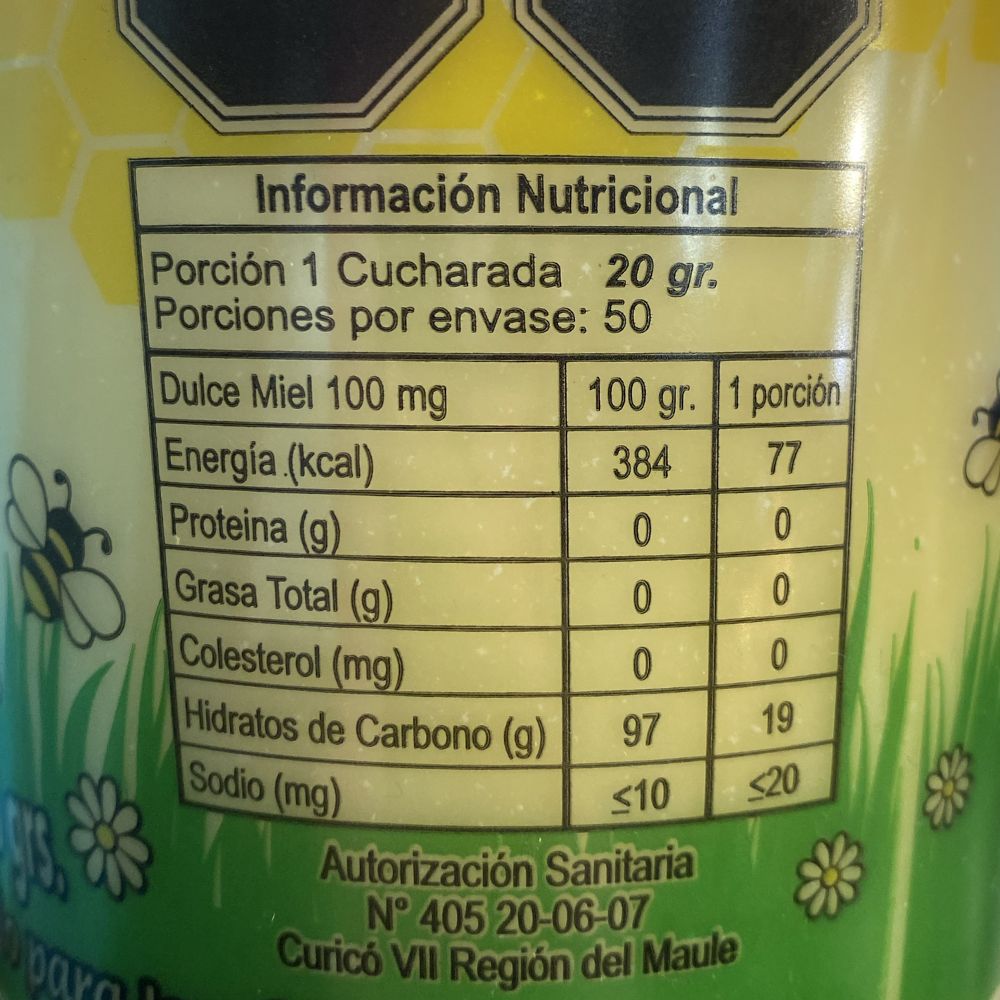 Información Nutricional
Porción 1 Cucharada 20 gr.
Porciones por envase: 50
Dulce Miel 100 mg 100 gr. 1 porción
Energía (kcal) 384 77
Proteina (g) 0 0
Grasa Total (g) 0 0
Colesterol (mg) 0 0
Hidratos de Carbono (g) 97 19
Sodio (mg) ≤10 ≤20
Autorización Sanitaria
N° 405 20-06-07
Curicó VII Región del Maule
para